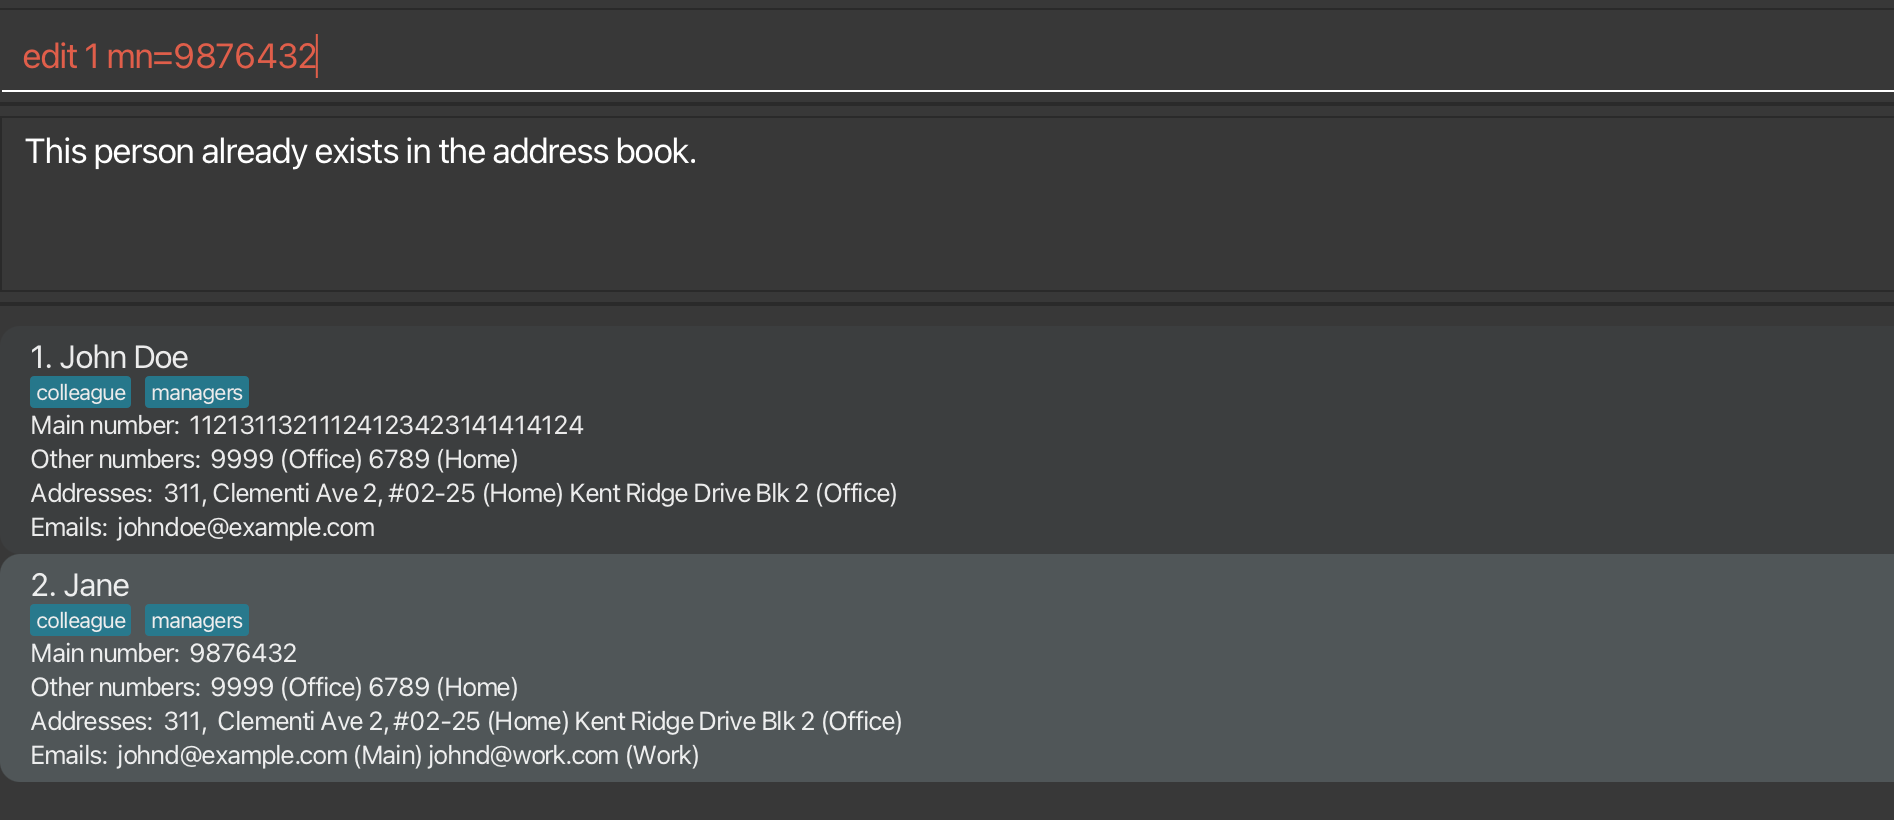 edit 1 mn=9876432
This person already exists in the address book.
1. John Doe
colleague managers
Main number: 1121311321112412342314141​4124
Other numbers: 9999 (Office) 6789 (Home)
Addresses: 311, Clementi Ave 2, #02-25 (Home) Kent Ridge Drive Blk 2 (Office)
Emails: johndoe@example.com
2. Jane
colleague managers
Main number: 9876432
Other numbers: 9999 (Office) 6789 (Home)
Addresses: 311, Clementi Ave 2, #02-25 (Home) Kent Ridge Drive Blk 2 (Office)
Emails: johnd@example.com (Main) johnd@work.com (Work)